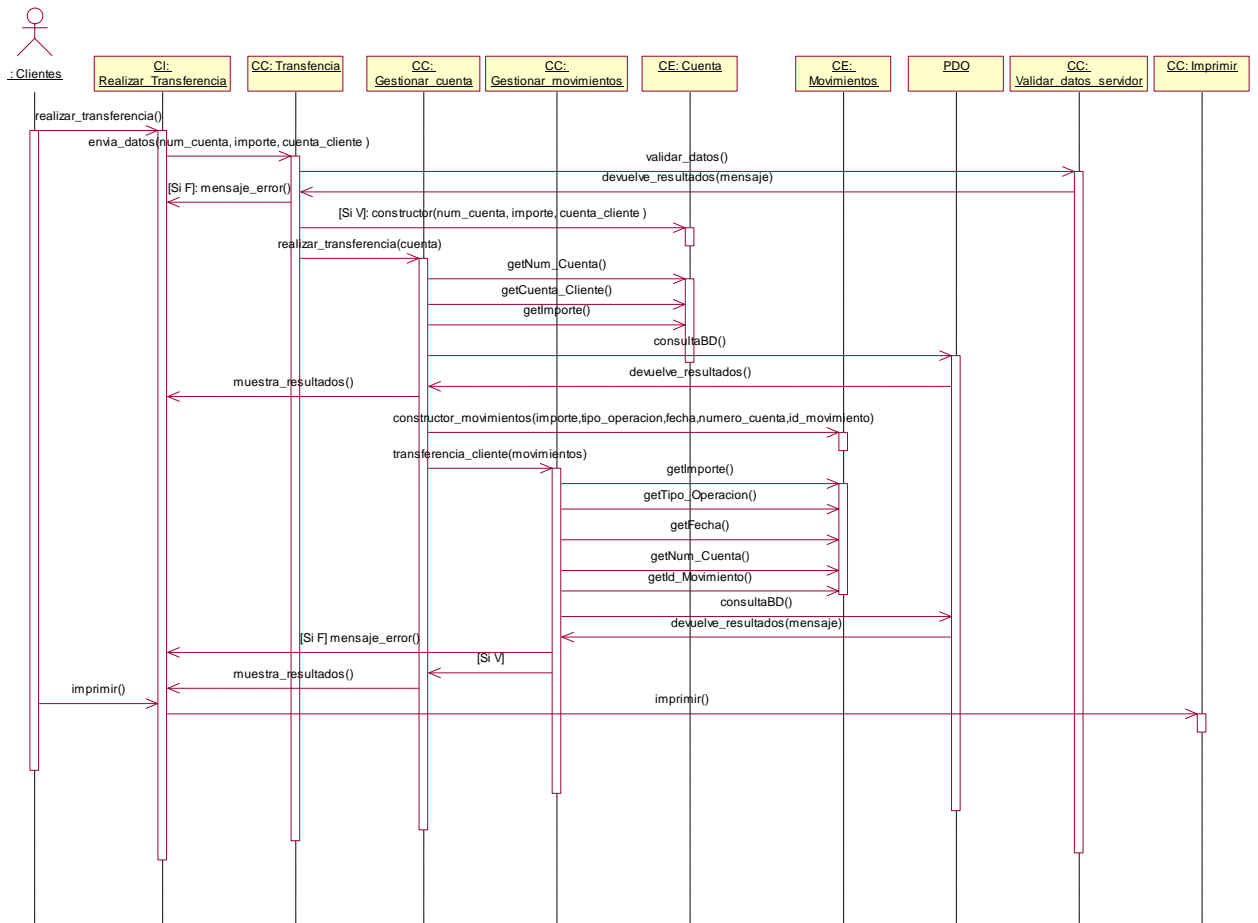 : Clientes
CI:
Realizar_Transferencia
CC: Transfencia
CC:
Gestionar_cuenta
CC:
Gestionar_movimientos
CE: Cuenta
CE:
Movimientos
PDO
CC:
Validar_datos_servidor
CC: Imprimir
realizar_transferencia()
envia_datos(num_cuenta, importe, cuenta_cliente )
validar_datos()
devuelve_resultados(mensaje)
[Si F]: mensaje_error()
[Si V]: constructor(num_cuenta, importe, cuenta_cliente )
realizar_transferencia(cuenta)
getNum_Cuenta()
getCuenta_Cliente()
getImporte()
consultaBD()
devuelve_resultados()
muestra_resultados()
constructor_movimientos(importe,tipo_operacion,fecha,numero_cuenta,id_movimiento)
transferencia_cliente(movimientos)
getImporte()
getTipo_Operacion()
getFecha()
getNum_Cuenta()
getId_Movimiento()
consultaBD()
devuelve_resultados(mensaje)
[Si F] mensaje_error()
[Si V]
muestra_resultados()
imprimir()
imprimir()